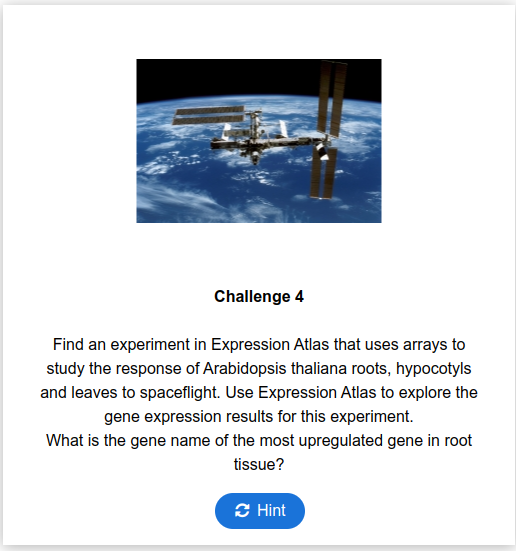 Challenge 4
Find an experiment in Expression Atlas that uses arrays to
study the response of Arabidopsis thaliana roots, hypocotyls
and leaves to spaceflight. Use Expression Atlas to explore the
gene expression results for this experiment.
What is the gene name of the most upregulated gene in root
tissue?
Hint